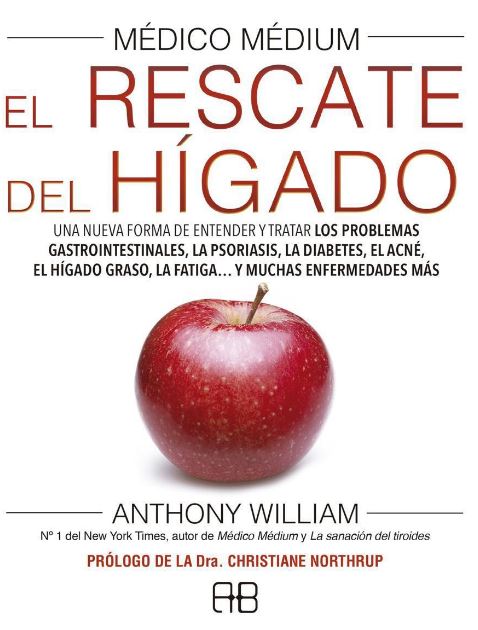 MÉDICO MÉDIUM
EL RESCATE
DEL HÍGADO
UNA NUEVA FORMA DE ENTENDER Y TRATAR LOS PROBLEMAS
GASTROINTESTINALES, LA PSORIASIS, LA DIABETES, EL ACNÉ,
EL HÍGADO GRASO, LA FATIGA... Y MUCHAS ENFERMEDADES MÁS
ANTHONY WILLIAM
Nº 1 del New York Times, autor de Médico Médium y La sanación del tiroides
PRÓLOGO DE LA Dra. CHRISTIANE NORTHRUP
AB